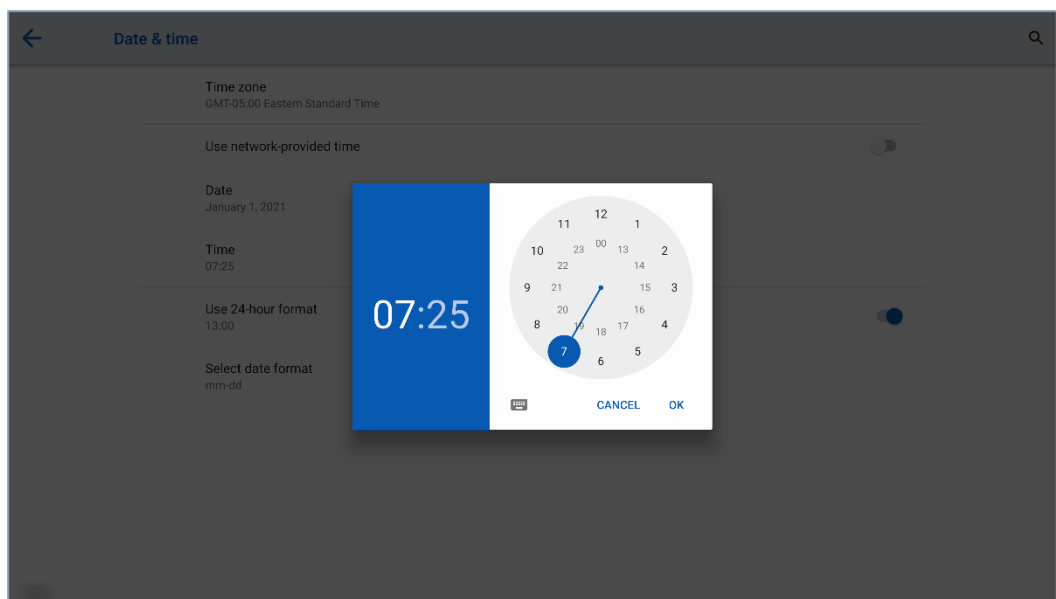 Date & time
Time zone
GMT-05:00 Eastern Standard Time
Use network-provided time
Date
January 1, 2021
Time
07:25
Use 24-hour format
13:00
Select date format
mm-dd
07:25
12
11
1
00
23
13
10
2
22
14
9
21
15
3
20
16
8
4
19
17
18
7
5
6
CANCEL OK